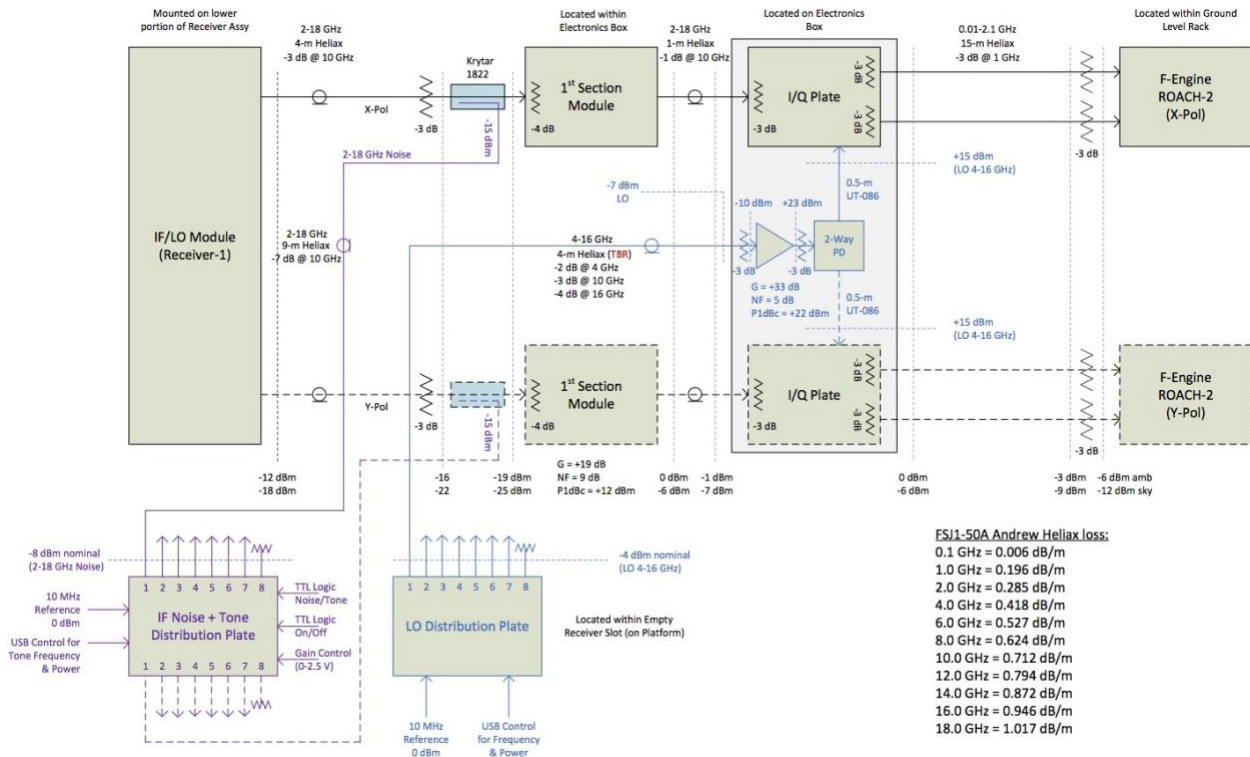 Mounted on lower
portion of Receiver Assy
2-18 GHz
4-m Heliax
-3 dB @ 10 GHz
Krytar
1822
Located within
Electronics Box
2-18 GHz
1-m Heliax
-1 dB @ 10 GHz
Located on Electronics
Box
0.01-2.1 GHz
15-m Heliax
-3 dB @ 1 GHz
Located within Ground
Level Rack
IF/LO Module
(Receiver-1)
X-Pol
-3 dB
-15 dBm
1st Section
Module
-4 dB
I/Q Plate
-3 dB
-3 dB
-3 dB
-3 dB
F-Engine
ROACH-2
(X-Pol)
2-18 GHz Noise
2-18 GHz
9-m Heliax
-7 dB @ 10 GHz
-7 dBm
LO
+15 dBm
(LO 4-16 GHz)
0.5-m
UT-086
-10 dBm
+23 dBm
4-16 GHz
4-m Heliax (TBR)
-2 dB @ 4 GHz
-3 dB @ 10 GHz
-4 dB @ 16 GHz
-3 dB
-3 dB
2-Way
PD
G = +33 dB
NF = 5 dB
P1dBc = +22 dBm
0.5-m
UT-086
+15 dBm
(LO 4-16 GHz)
Y-Pol
-3 dB
-15 dBm
1st Section
Module
-4 dB
I/Q Plate
-3 dB
-3 dB
-3 dB
-3 dB
F-Engine
ROACH-2
(Y-Pol)
G = +19 dB
NF = 9 dB
P1dBc = +12 dBm
-12 dBm
-18 dBm
-16
-22
-19 dBm
-25 dBm
0 dBm
-6 dBm
-1 dBm
-7 dBm
0 dBm
-6 dBm
-3 dBm
-9 dBm
-6 dBm amb
-12 dBm sky
-8 dBm nominal
(2-18 GHz Noise)
1 2 3 4 5 6 7 8
IF Noise + Tone
Distribution Plate
1 2 3 4 5 6 7 8
10 MHz
Reference
0 dBm
USB Control for
Tone Frequency
& Power
TTL Logic
Noise/Tone
TTL Logic
On/Off
Gain Control
(0-2.5 V)
-4 dBm nominal
(LO 4-16 GHz)
1 2 3 4 5 6 7 8
LO Distribution Plate
Located within Empty
Receiver Slot (on Platform)
10 MHz
Reference
0 dBm
USB Control
for Frequency
& Power
FSJ1-50A Andrew Heliax loss:
0.1 GHz = 0.006 dB/m
1.0 GHz = 0.196 dB/m
2.0 GHz = 0.285 dB/m
4.0 GHz = 0.418 dB/m
6.0 GHz = 0.527 dB/m
8.0 GHz = 0.624 dB/m
10.0 GHz = 0.712 dB/m
12.0 GHz = 0.794 dB/m
14.0 GHz = 0.872 dB/m
16.0 GHz = 0.946 dB/m
18.0 GHz = 1.017 dB/m